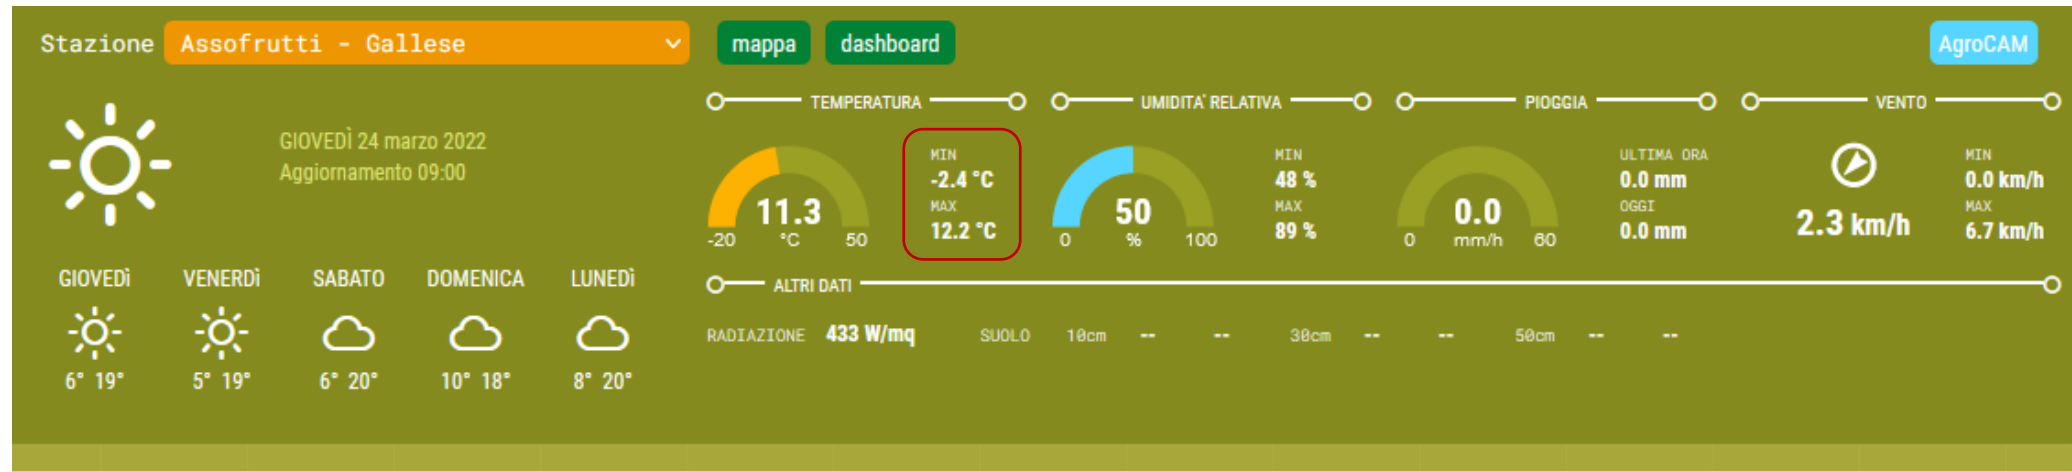 Stazione Assofrutti - Gallese mappa dashboard AgroCAM
GIOVEDÌ 24 marzo 2022
Aggiornamento 09:00
TEMPERATURA
11.3
-20 °C 50
MIN
-2.4 °C
MAX
12.2 °C
UMIDITA' RELATIVA
50
0 % 100
MIN
48 %
MAX
89 %
PIOGGIA
0.0
0 mm/h 60
ULTIMA ORA
0.0 mm
OGGI
0.0 mm
VENTO
2.3 km/h
MIN
0.0 km/h
MAX
6.7 km/h
GIOVEDÌ VENERDÌ SABATO DOMENICA LUNEDÌ
6° 19° 5° 19° 6° 20° 10° 18° 8° 20°
ALTRI DATI
RADIAZIONE 433 W/mq SUOLO 10cm -- -- 30cm -- -- 50cm -- --